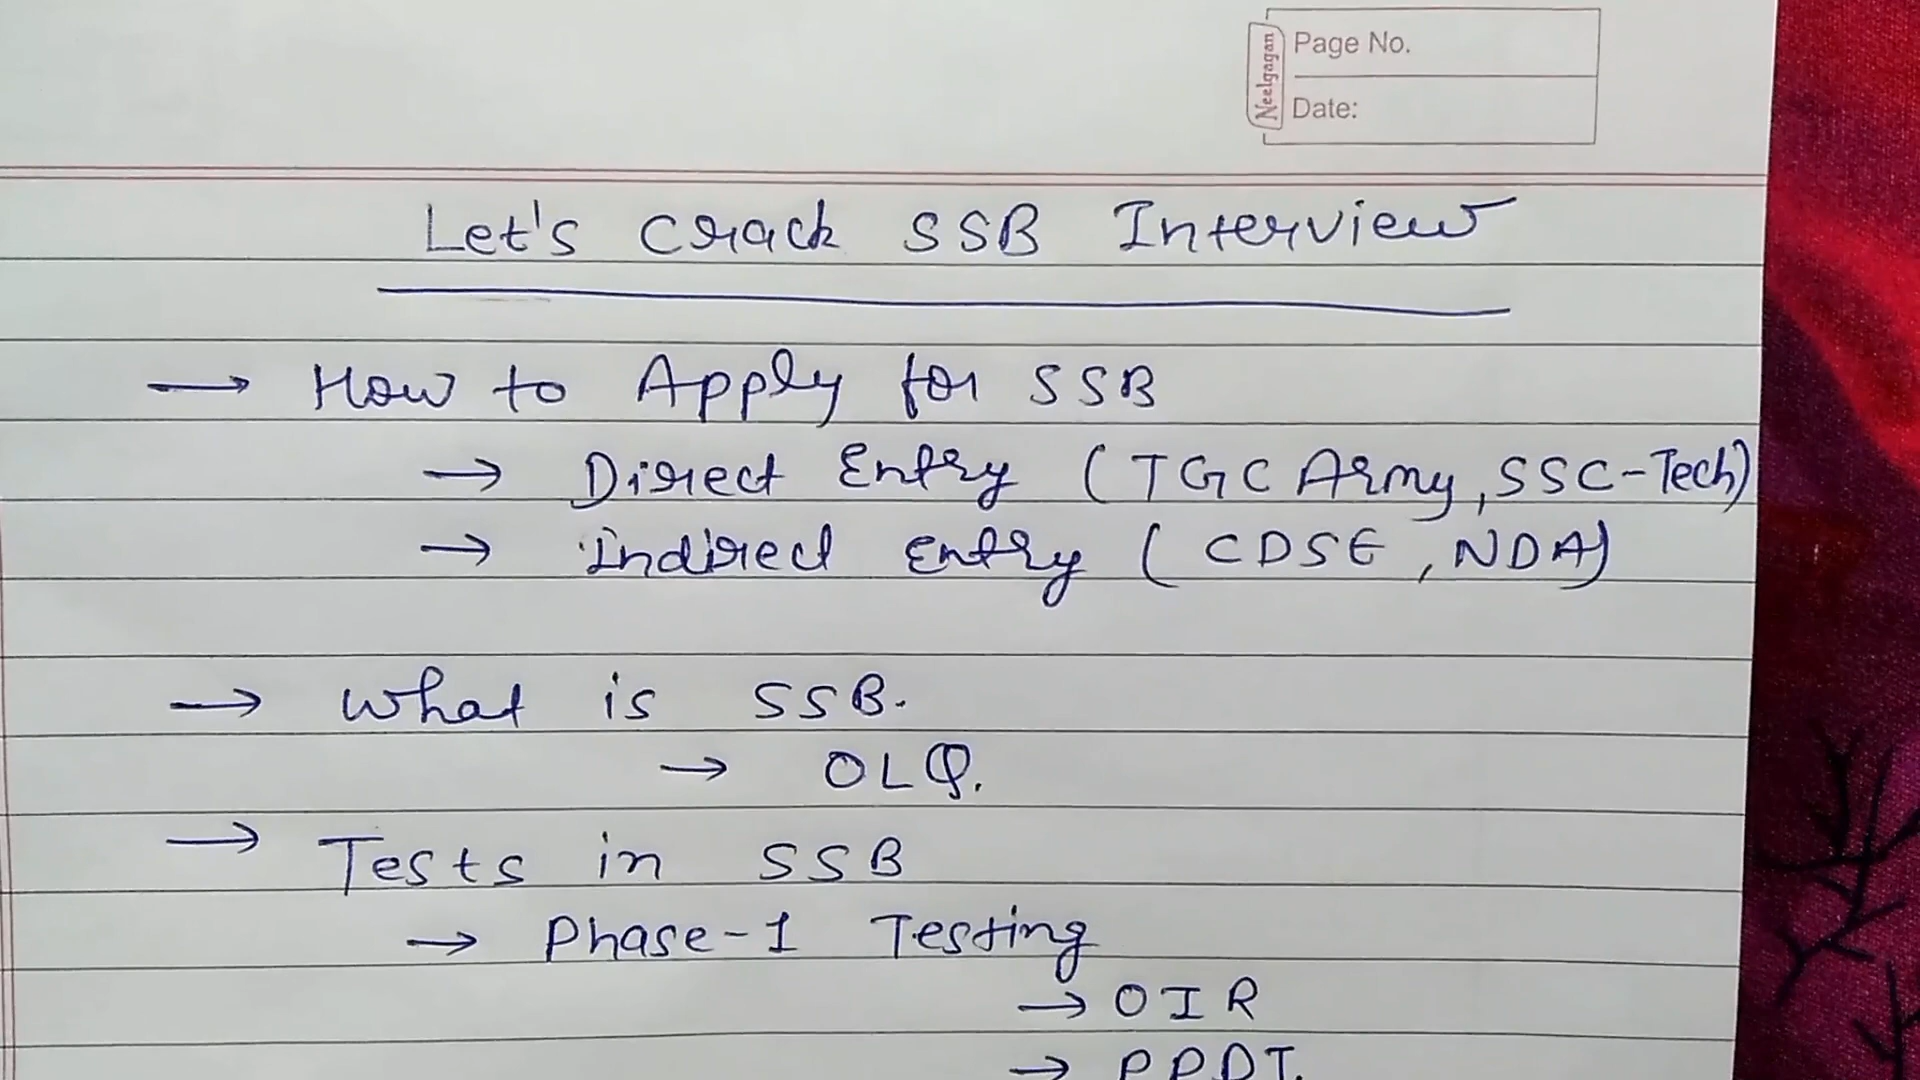 Neelgagan
Page No.
Date:
Let's Crack SSB Interview
→ How to Apply for SSB
→ Direct Entry (TGC Army, SSC-Tech)
→ Indirect Entry (CDSE, NDA)
→ What is SSB.
→ OLQ.
→ Tests in SSB
→ Phase-1 Testing
→ OIR
→ PPDT.